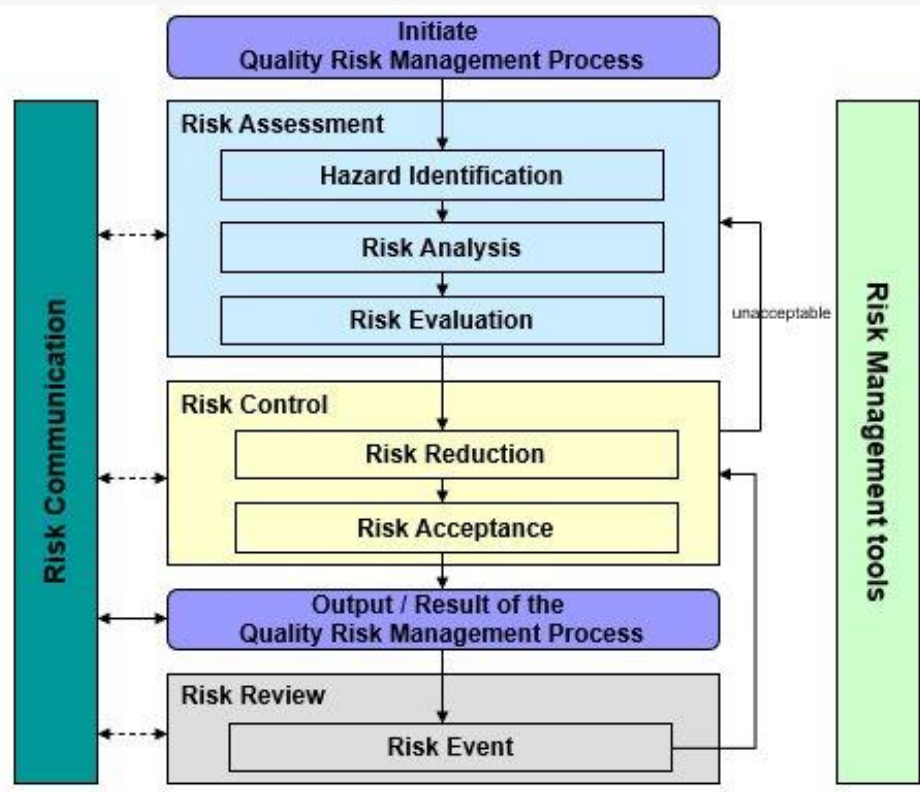 Initiate
Quality Risk Management Process
Risk Assessment
Hazard Identification
Risk Analysis
Risk Evaluation
unacceptable
Risk Control
Risk Reduction
Risk Acceptance
Output / Result of the
Quality Risk Management Process
Risk Review
Risk Event
Risk Communication
Risk Management tools